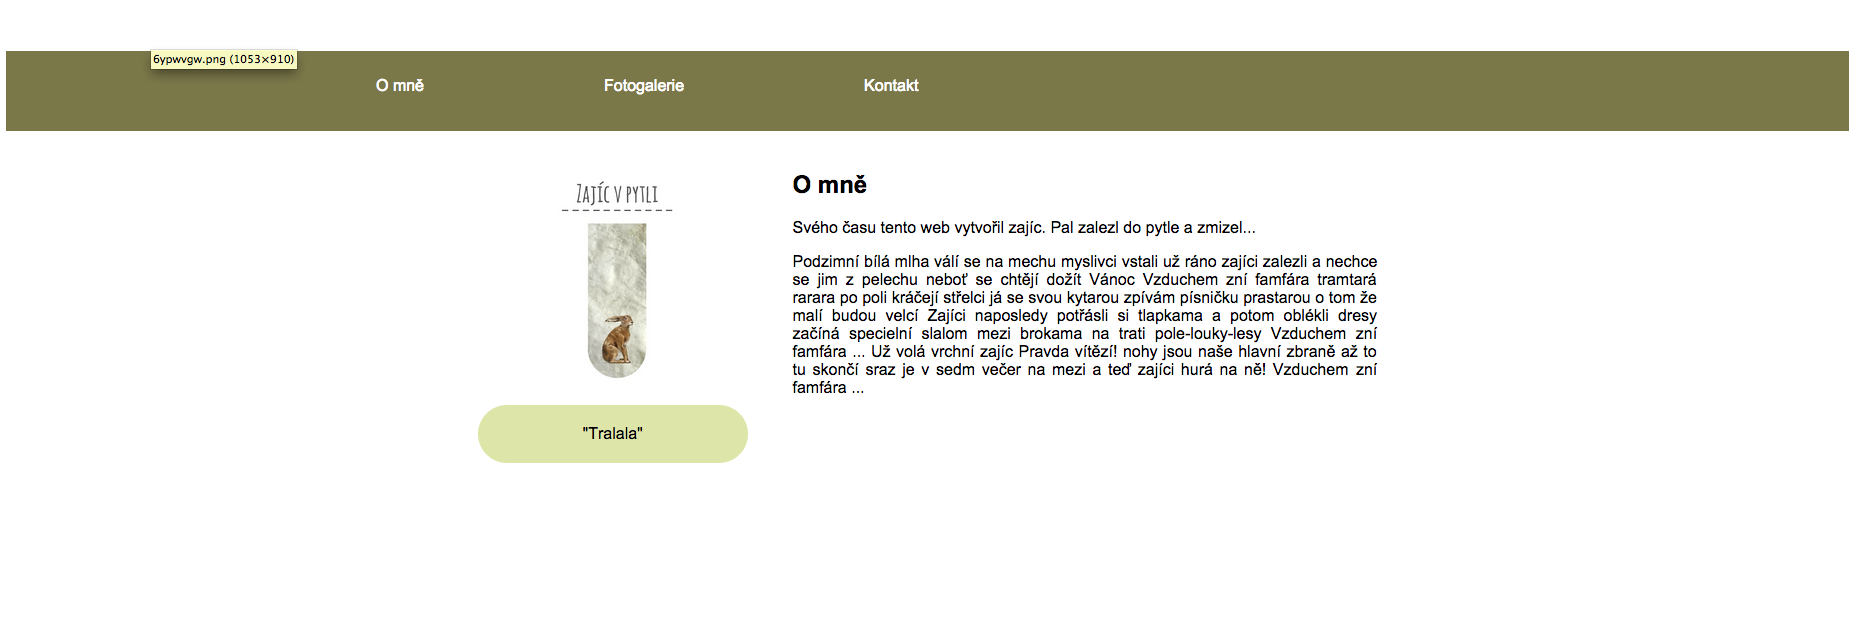 6ypwvgw.png (1053×910)
O mně
Fotogalerie
Kontakt
Zajíc v pytli
O mně
Svého času tento web vytvořil zajíc. Pal zalezl do pytle a zmizel...
Podzimní bílá mlha válí se na mechu myslivci vstali už ráno zajíci zalezli a nechce
se jim z pelechu neboť se chtějí dožít Vánoc Vzduchem zní famfára tramtará
rarara po poli kráčejí střelci já se svou kytarou zpívám písničku prastarou o tom že
malí budou velcí Zajíci naposledy potřásli si tlapkama a potom oblékli dresy
začíná specielní slalom mezi brokama na trati pole-louky-lesy Vzduchem zní
famfára ... Už volá vrchní zajíc Pravda vítězí! nohy jsou naše hlavní zbraně až to
tu skončí sraz je v sedm večer na mezi a teď zajíci hurá na ně! Vzduchem zní
famfára ...
"Tralala"